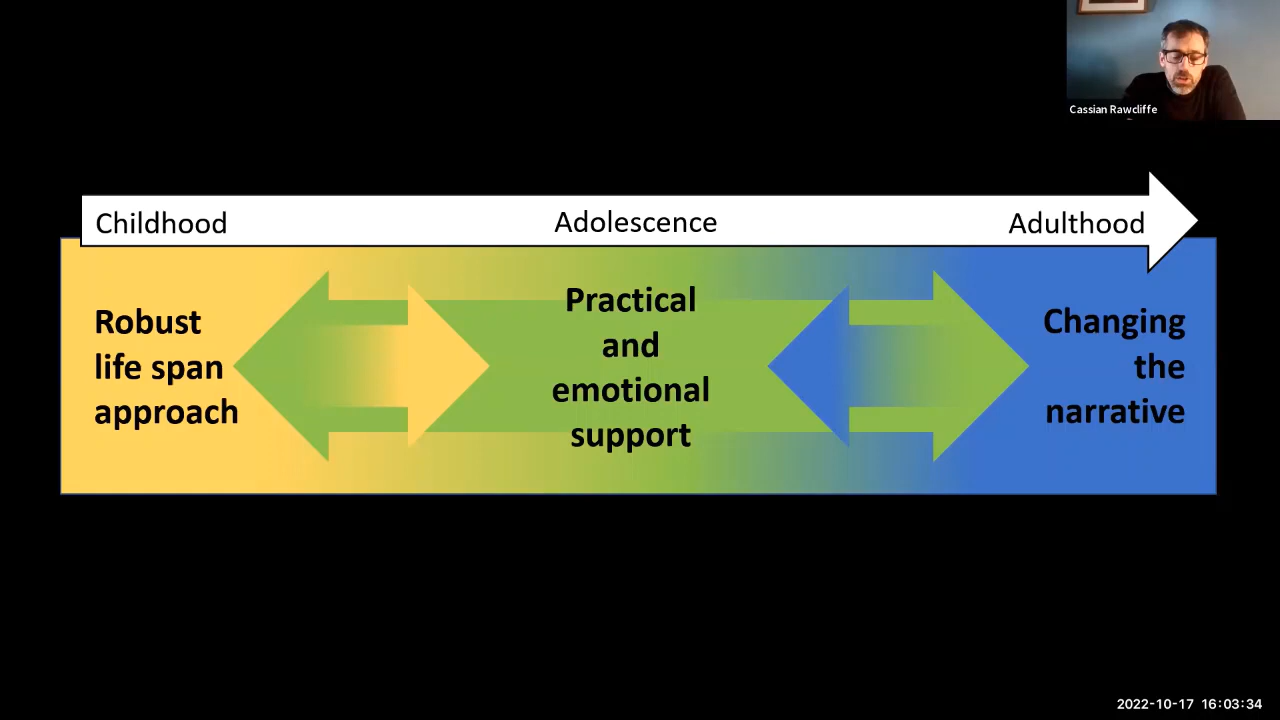 Cassian Rawcliffe
Childhood
Adolescence
Adulthood
Robust
life span
approach
Practical
and
emotional
support
Changing
the
narrative
2022-10-17 16:03:34